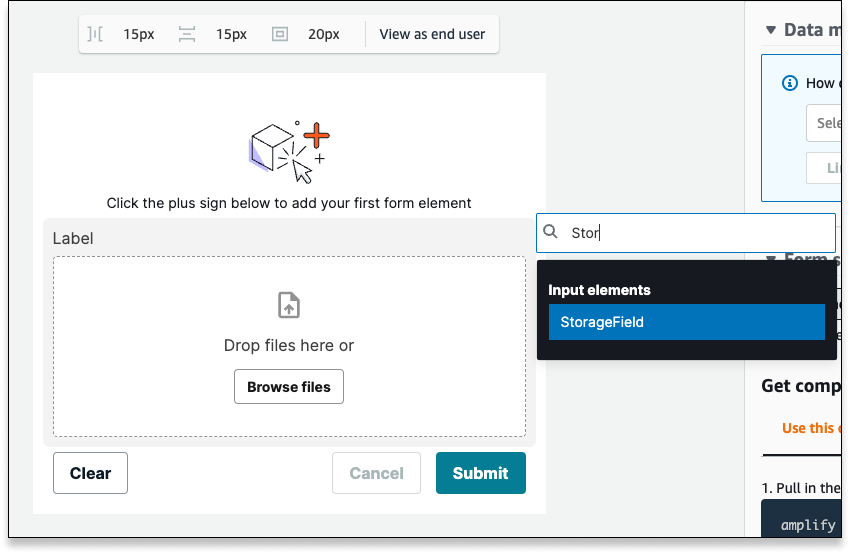 15px 15px 20px View as end user
Click the plus sign below to add your first form element
Label
Drop files here or
Browse files
Clear Cancel Submit
Stor
Input elements
StorageField
Data m
How
Sele
Li
Form s
Get comp
Use this
1. Pull in the
amplify